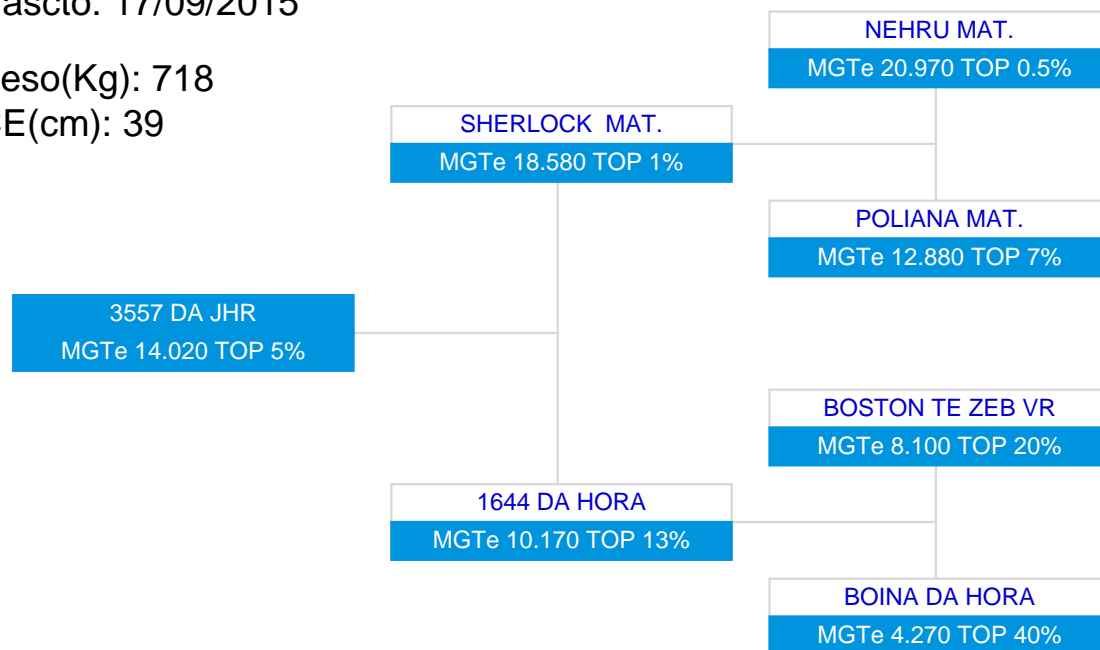 ascto: 17/09/2015
eso(Kg): 718
E(cm): 39
NEHRU MAT.
MGTe 20.970 TOP 0.5%
SHERLOCK MAT.
MGTe 18.580 TOP 1%
POLIANA MAT.
MGTe 12.880 TOP 7%
3557 DA JHR
MGTe 14.020 TOP 5%
BOSTON TE ZEB VR
MGTe 8.100 TOP 20%
1644 DA HORA
MGTe 10.170 TOP 13%
BOINA DA HORA
MGTe 4.270 TOP 40%